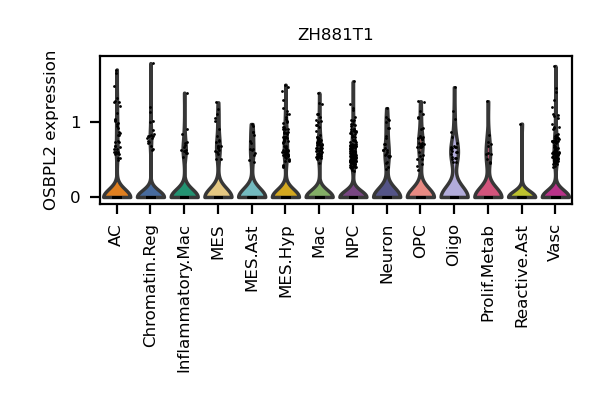 ZH881T1
OSBPL2 expression
1
0
AC
Chromatin.Reg
Inflammatory.Mac
MES
MES.Ast
MES.Hyp
Mac
NPC
Neuron
OPC
Oligo
Prolif.Metab
Reactive.Ast
Vasc